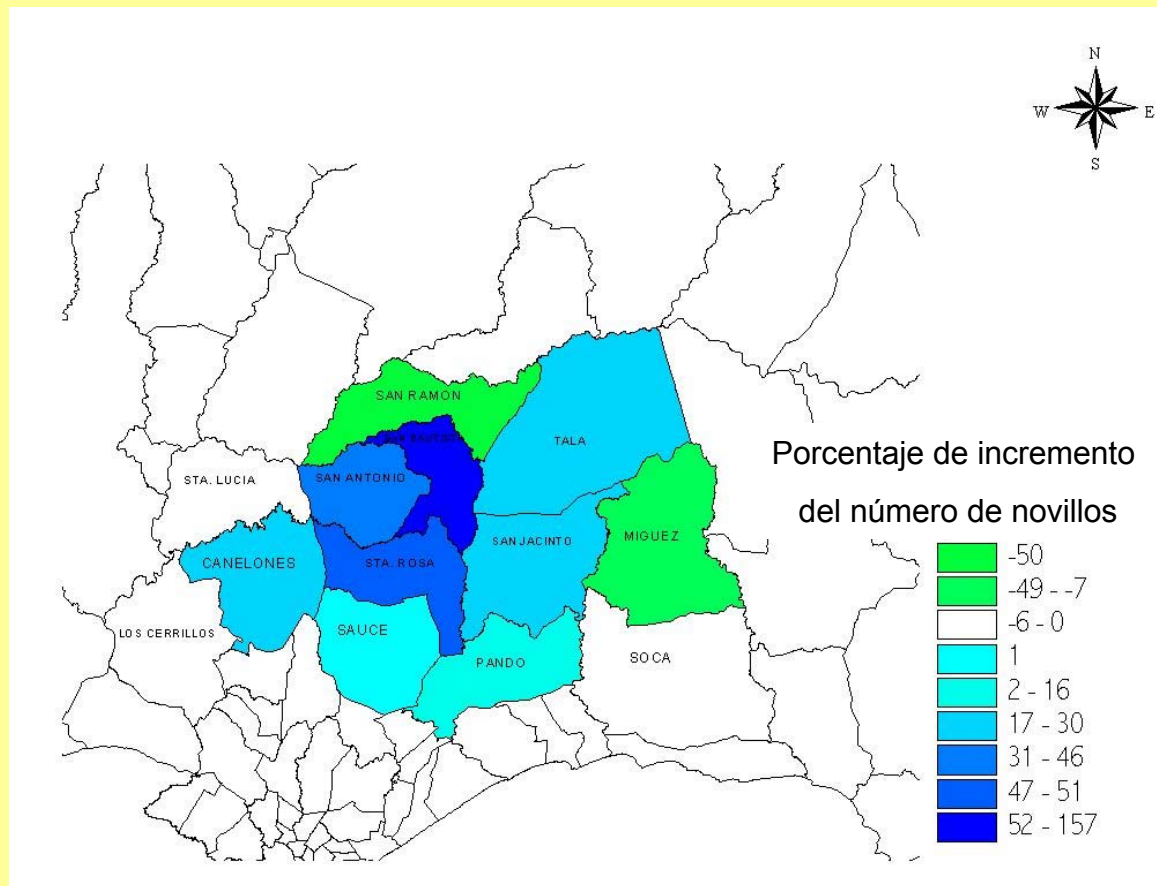 N
W E
S
SAN RAMON
SAN BAUTISTA
TALA
STA. LUCIA
SAN ANTONIO
Porcentaje de incremento
del número de novillos
CANELONES
STA. ROSA
SAN JACINTO
MIGUEZ
LOS CERRILLOS
SAUCE
PANDO
SOCA
-50
-49 - -7
-6 - 0
1
2 - 16
17 - 30
31 - 46
47 - 51
52 - 157